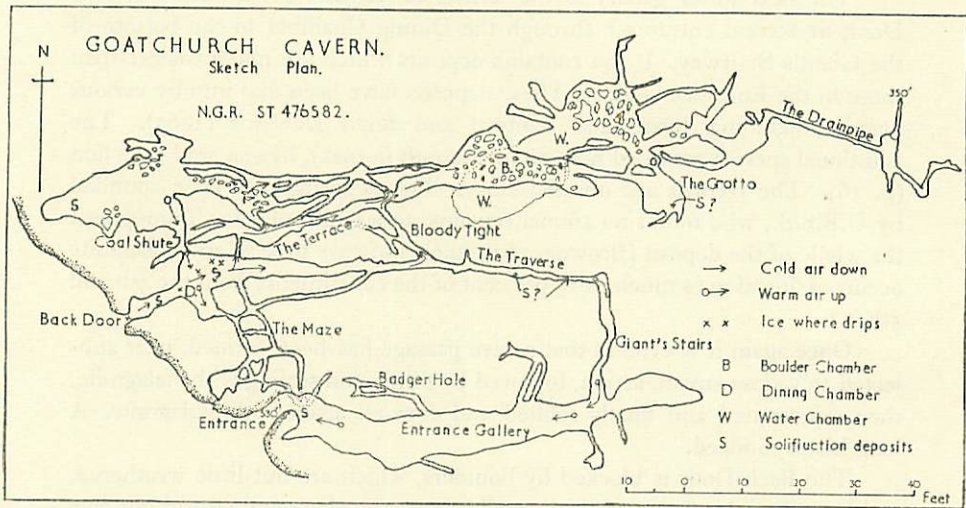 GOATCHURCH CAVERN.
Sketch Plan.
N.G.R. ST 476582.
N
350'
The Drainpipe
B.
W.
W.
The Grotto
S?
S
Coal Shute
The Terrace
Bloody Tight
x x
x S
The Traverse
S?
S
D.
Back Door
The Maze
Giant's Stairs
Badger Hole
Entrance
S
Entrance Gallery
→ Cold air down
o→ Warm air up
x x Ice where drips
B Boulder Chamber
D Dining Chamber
W Water Chamber
S Solifluction deposits
10 0 10 20 30 40
Feet